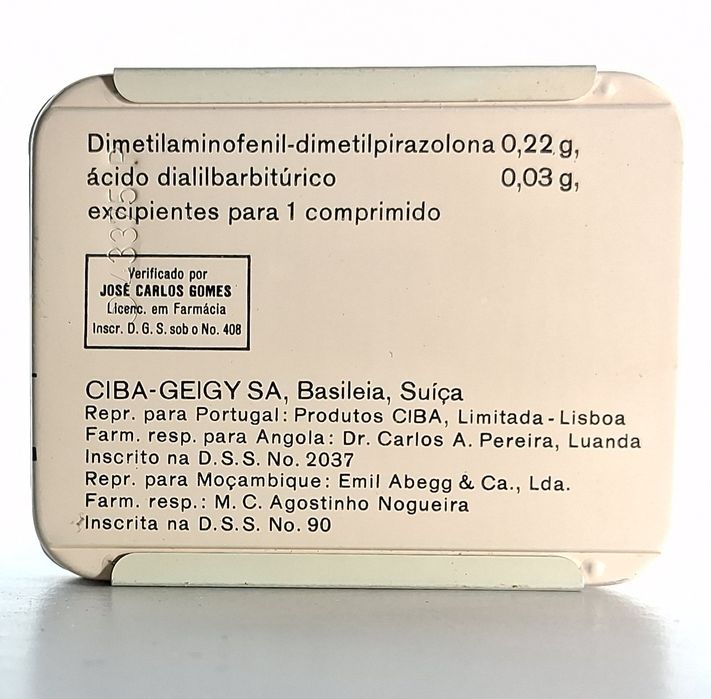 Dimetilaminofenil-dimetilpirazolona 0,22 g,
ácido dialilbarbitúrico 0,03 g,
excipientes para 1 comprimido
Verificado por
JOSÉ CARLOS GOMES
Licenc. em Farmácia
Inscr. D. G. S. sob o No. 408
CIBA-GEIGY SA, Basileia, Suíça
Repr. para Portugal: Produtos CIBA, Limitada - Lisboa
Farm. resp. para Angola: Dr. Carlos A. Pereira, Luanda
Inscrito na D.S.S. No. 2037
Repr. para Moçambique: Emil Abegg & Ca., Lda.
Farm. resp.: M. C. Agostinho Nogueira
Inscrita na D.S.S. No. 90